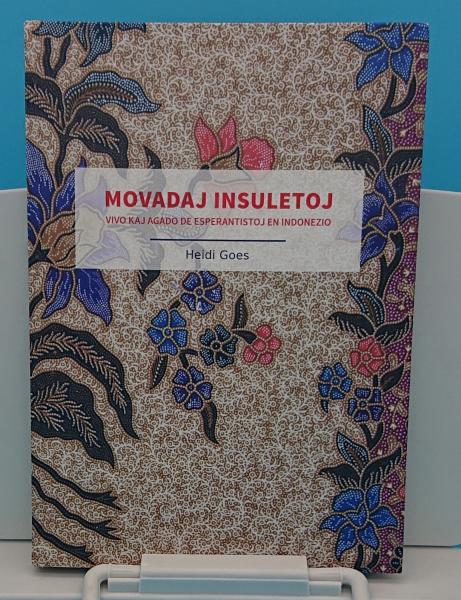 MOVADAJ INSULETOJ
VIVO KAJ AGADO DE ESPERANTISTOJ EN INDONEZIO
Heidi Goes